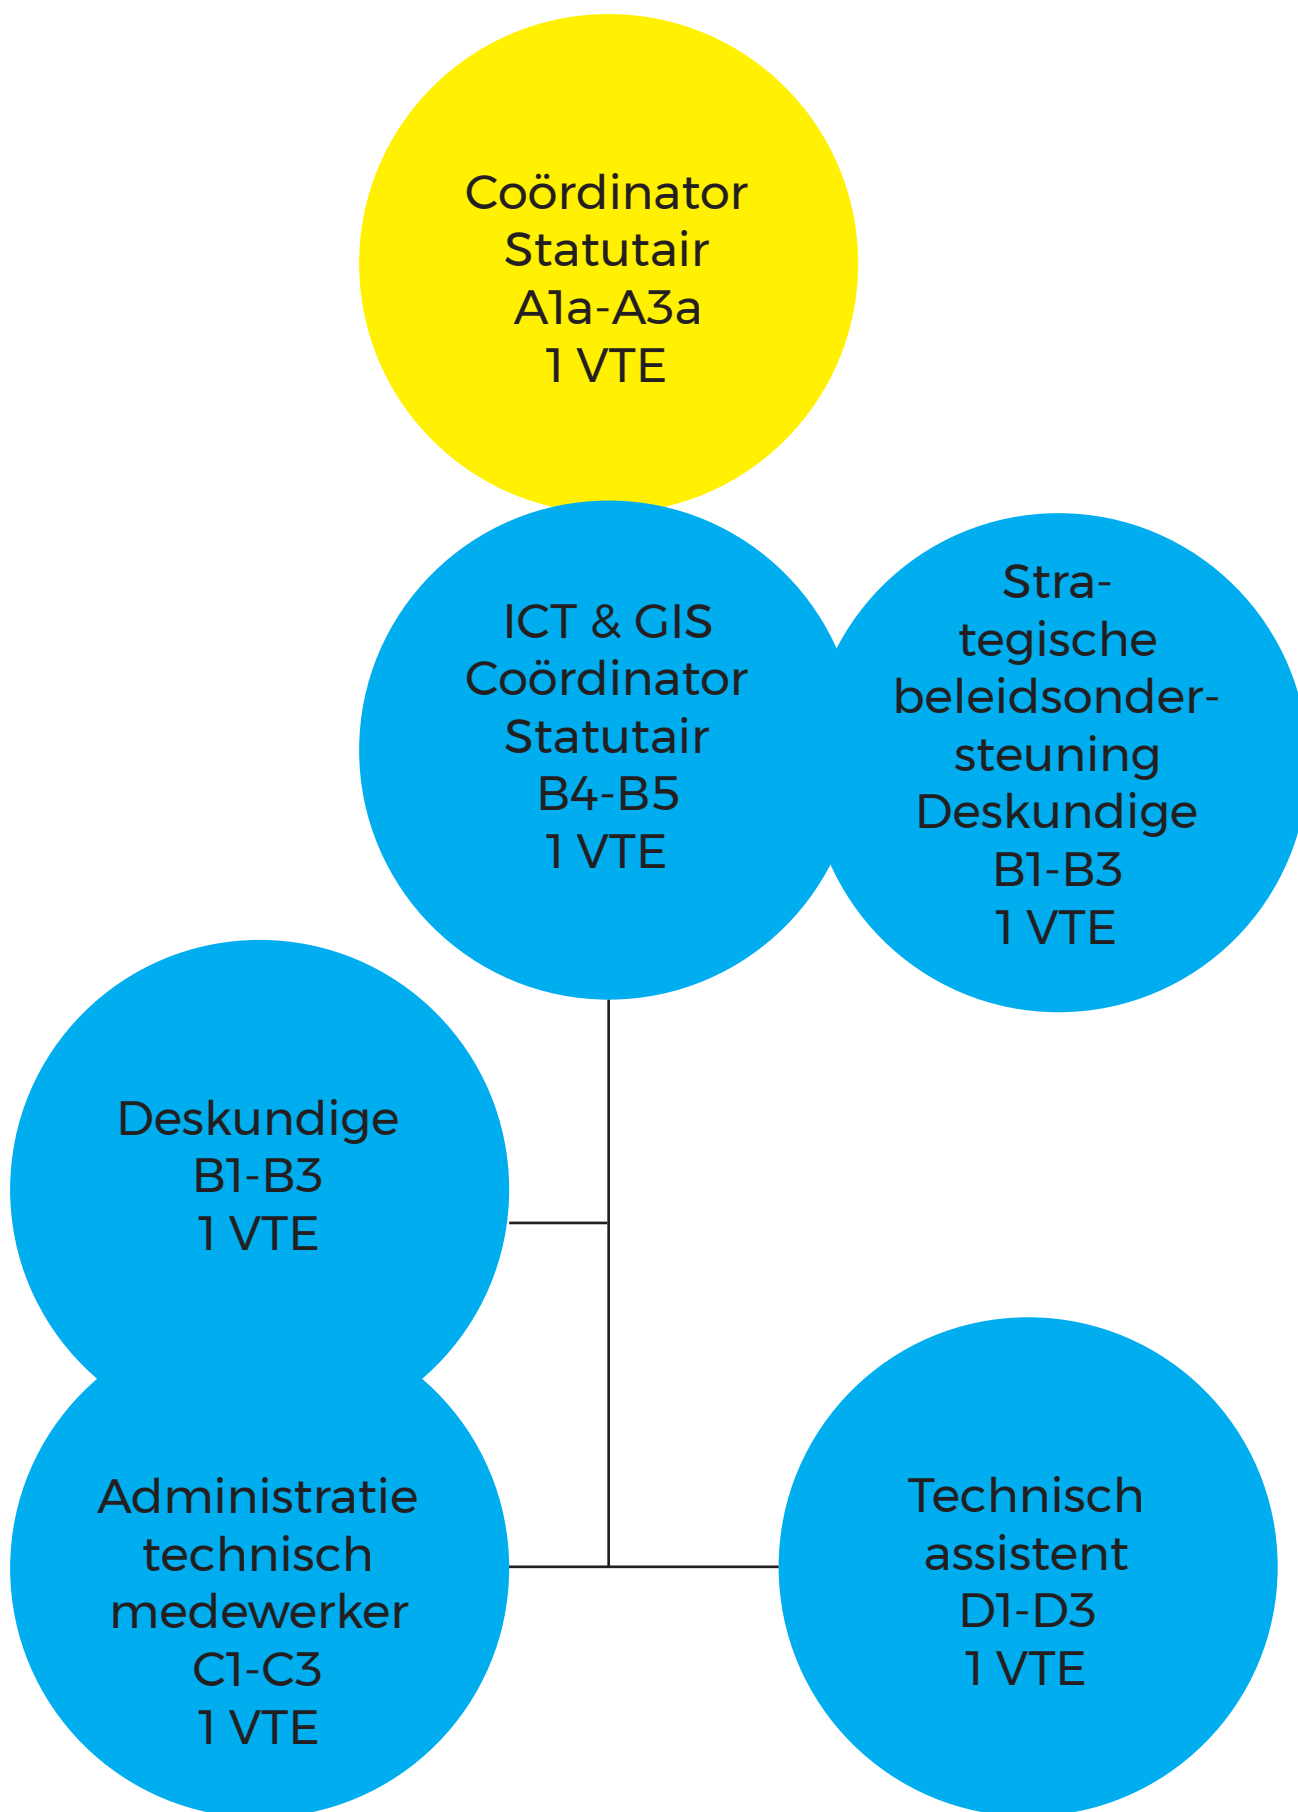 Coördinator
Statutair
A1a-A3a
1 VTE
ICT & GIS
Coördinator
Statutair
B4-B5
1 VTE
Stra-
tegische
beleidsonder-
steuning
Deskundige
B1-B3
1 VTE
Deskundige
B1-B3
1 VTE
Administratie
technisch
medewerker
C1-C3
1 VTE
Technisch
assistent
D1-D3
1 VTE